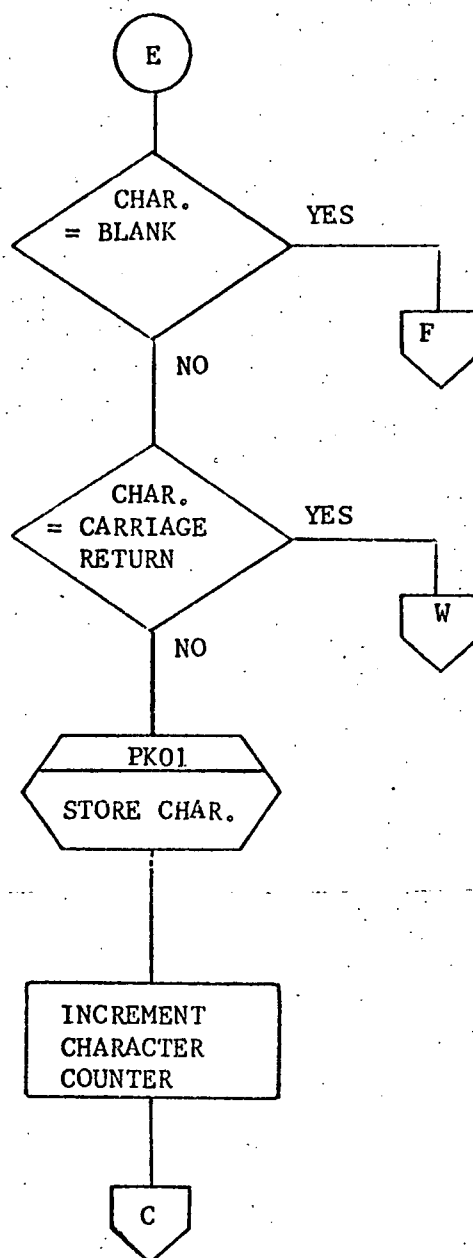 E
CHAR.
= BLANK
YES
F
NO
CHAR.
= CARRIAGE
RETURN
YES
W
NO
PK01
STORE CHAR.
INCREMENT
CHARACTER
COUNTER
C